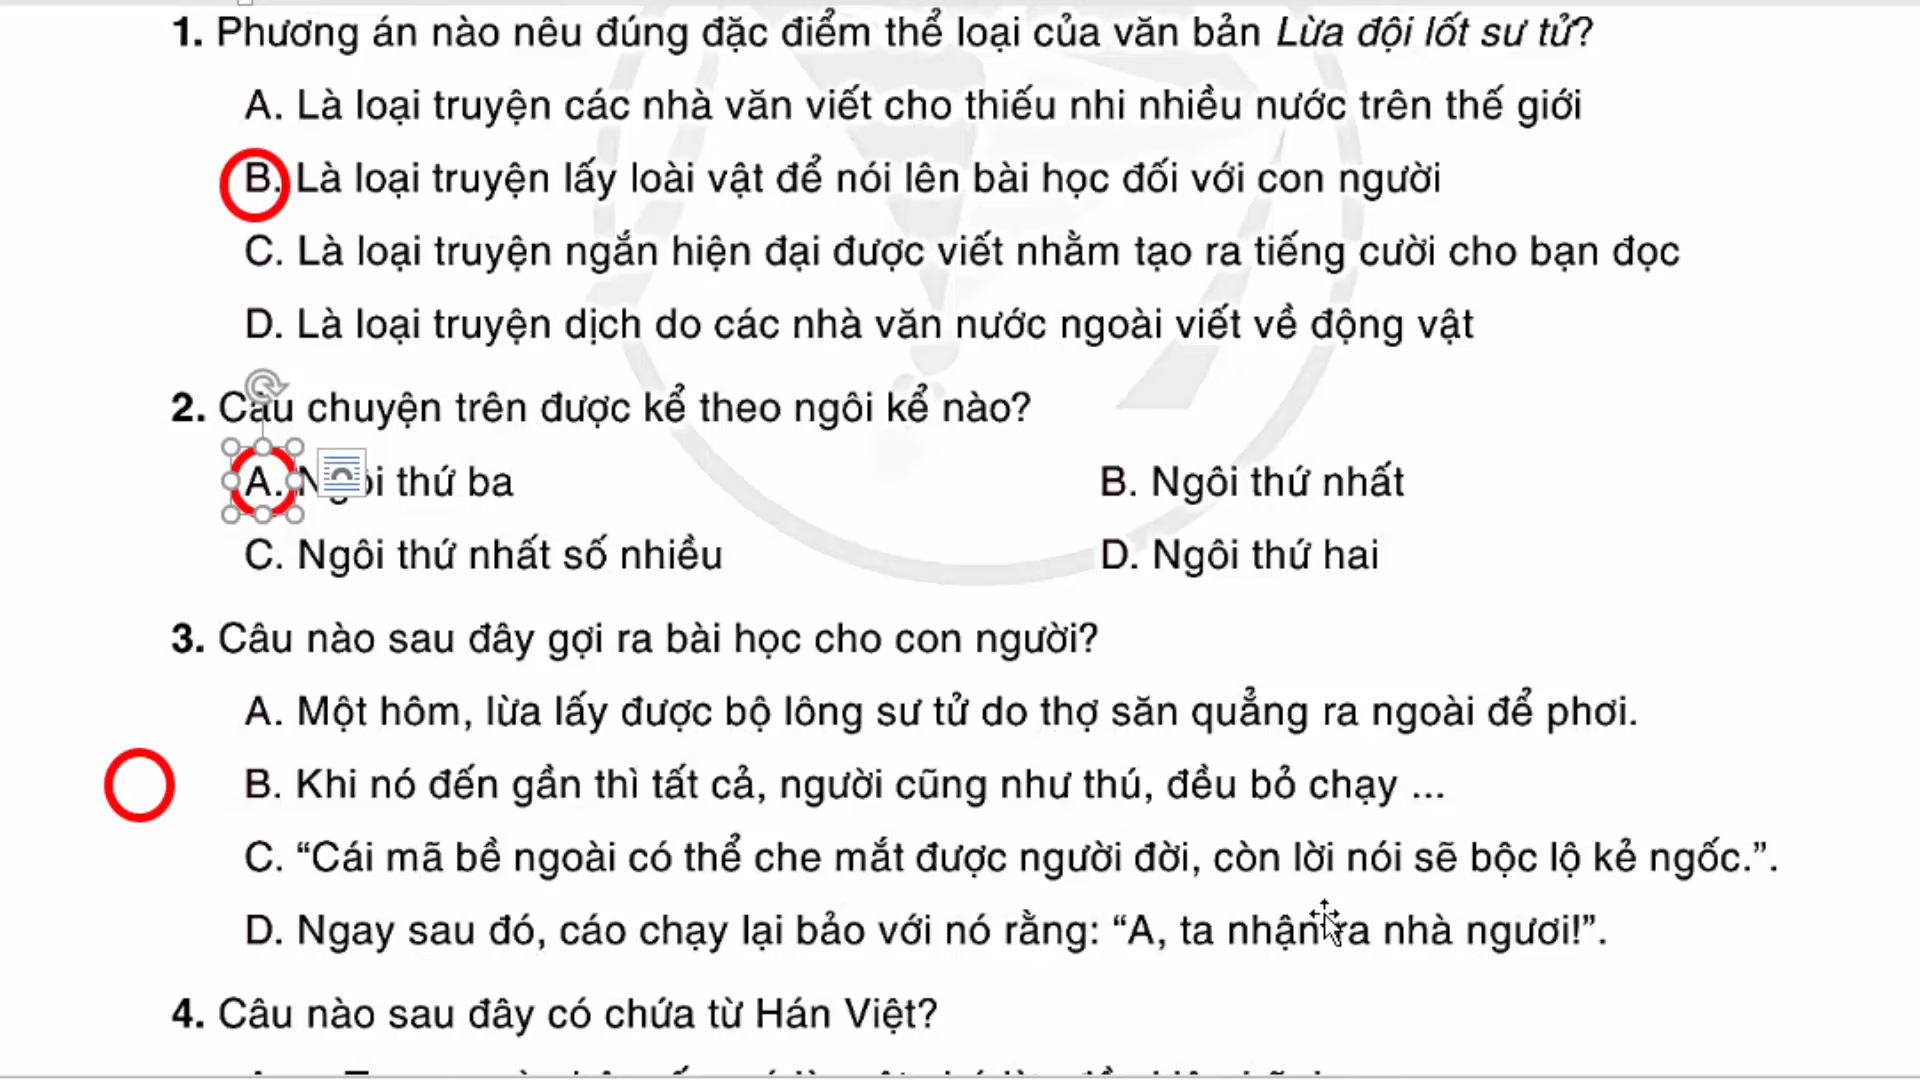 1. Phương án nào nêu đúng đặc điểm thể loại của văn bản Lừa đội lốt sư tử?
A. Là loại truyện các nhà văn viết cho thiếu nhi nhiều nước trên thế giới
B. Là loại truyện lấy loài vật để nói lên bài học đối với con người
C. Là loại truyện ngắn hiện đại được viết nhằm tạo ra tiếng cười cho bạn đọc
D. Là loại truyện dịch do các nhà văn nước ngoài viết về động vật
2. Câu chuyện trên được kể theo ngôi kể nào?
A. Ngôi thứ ba B. Ngôi thứ nhất
C. Ngôi thứ nhất số nhiều D. Ngôi thứ hai
3. Câu nào sau đây gợi ra bài học cho con người?
A. Một hôm, lừa lấy được bộ lông sư tử do thợ săn quẳng ra ngoài để phơi.
B. Khi nó đến gần thì tất cả, người cũng như thú, đều bỏ chạy ...
C. “Cái mã bề ngoài có thể che mắt được người đời, còn lời nói sẽ bộc lộ kẻ ngốc.”.
D. Ngay sau đó, cáo chạy lại bảo với nó rằng: “A, ta nhận ra nhà ngươi!”.
4. Câu nào sau đây có chứa từ Hán Việt?